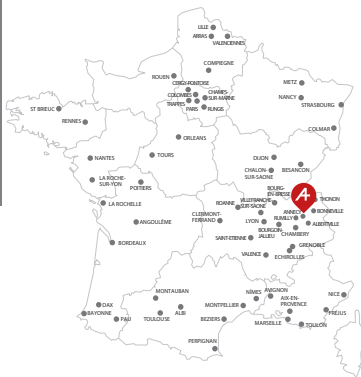 LILLE
ARRAS
VALENCIENNES
COMPIEGNE
ROUEN
CERGY-PONTOISE
COLOMBES
CHAMPS-
SUR-MARNE
TRAPPES
PARIS
RUNGIS
METZ
NANCY
STRASBOURG
COLMAR
ST BRIEUC
RENNES
ORLEANS
NANTES
TOURS
DIJON
BESANCON
CHALON-
SUR-SAONE
LA ROCHE-
SUR-YON
POITIERS
BOURG-
EN-BRESSE
THONON
LA ROCHELLE
ROANNE
VILLEFRANCHE
SUR-SAONE
ANNECY
BONNEVILLE
RUMILLY
ANGOULÊME
CLERMONT-
FERRAND
LYON
ALBERTVILLE
BOURGOIN-
JALLIEU
CHAMBERY
SAINT-ETIENNE
BORDEAUX
GRENOBLE
VALENCE
ECHIROLLES
MONTAUBAN
NÎMES
AVIGNON
NICE
DAX
AIX-EN-
PROVENCE
BAYONNE
PAU
TOULOUSE
ALBI
MONTPELLIER
BEZIERS
FRÉJUS
MARSEILLE
TOULON
PERPIGNAN